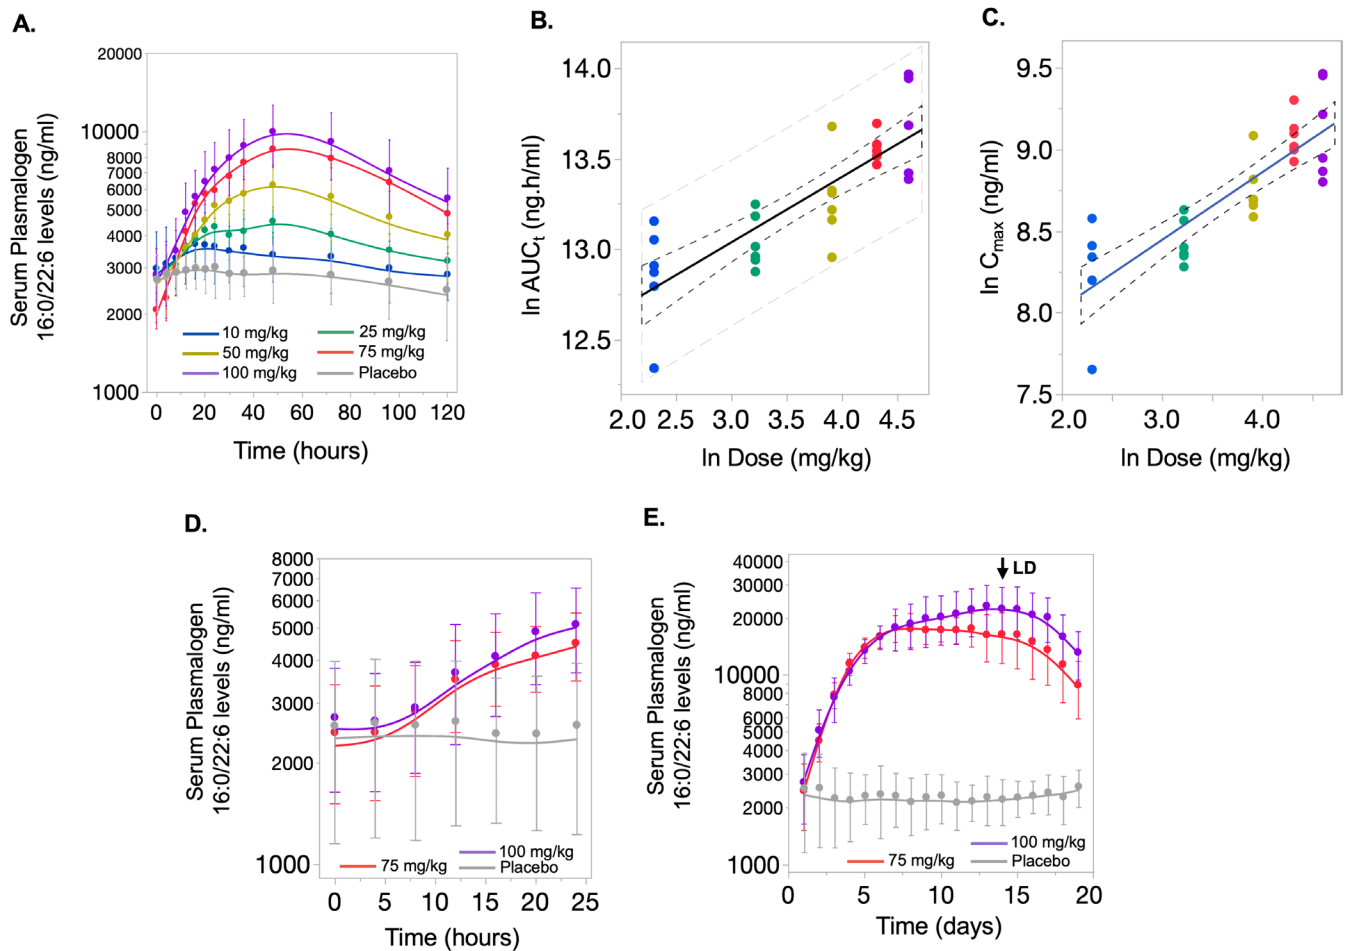 A.
Serum Plasmalogen
16:0/22:6 levels (ng/ml)
20000
10000
8000
6000
5000
4000
3000
2000
1000
0 20 40 60 80 100 120
Time (hours)
10 mg/kg 25 mg/kg
50 mg/kg 75 mg/kg
100 mg/kg Placebo
B.
ln AUCt (ng.h/ml)
14.0
13.5
13.0
12.5
2.0 2.5 3.0 3.5 4.0 4.5
ln Dose (mg/kg)
C.
ln Cmax (ng/ml)
9.5
9.0
8.5
8.0
7.5
2.0 3.0 4.0
ln Dose (mg/kg)
D.
Serum Plasmalogen
16:0/22:6 levels (ng/ml)
8000
7000
6000
5000
4000
3000
2000
1000
0 5 10 15 20 25
Time (hours)
75 mg/kg 100 mg/kg
Placebo
E.
Serum Plasmalogen
16:0/22:6 levels (ng/ml)
40000
30000
20000
10000
8000
6000
5000
4000
3000
2000
1000
0 5 10 15 20
Time (days)
LD
100 mg/kg
75 mg/kg Placebo